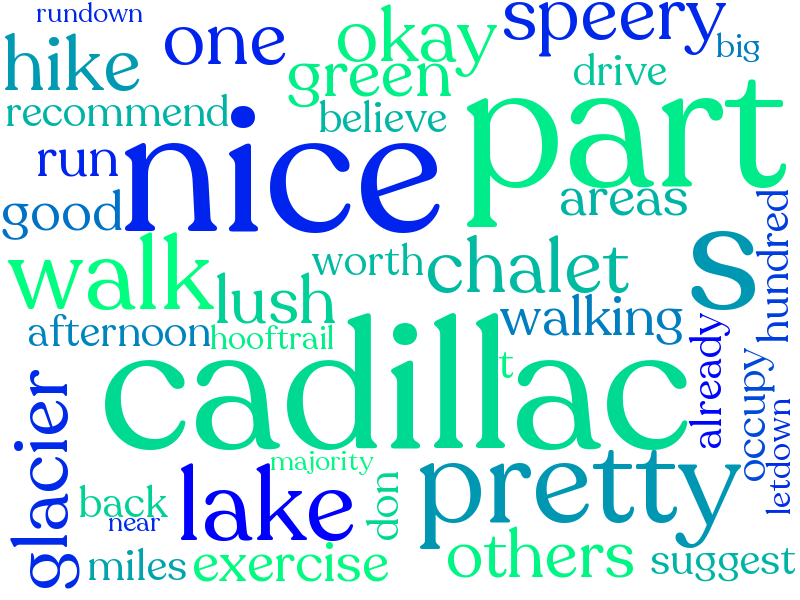 rundown
one
okay
speery
big
hike
green
drive
recommend
believe
part
run
nice
areas
good
hundred
walk
worth
chalet
s
lush
walking
afternoon
hooftrail
t
already
cadillac
occupy
glacier
letdown
majority
pretty
lake
back
near
don
miles
exercise
others
suggest